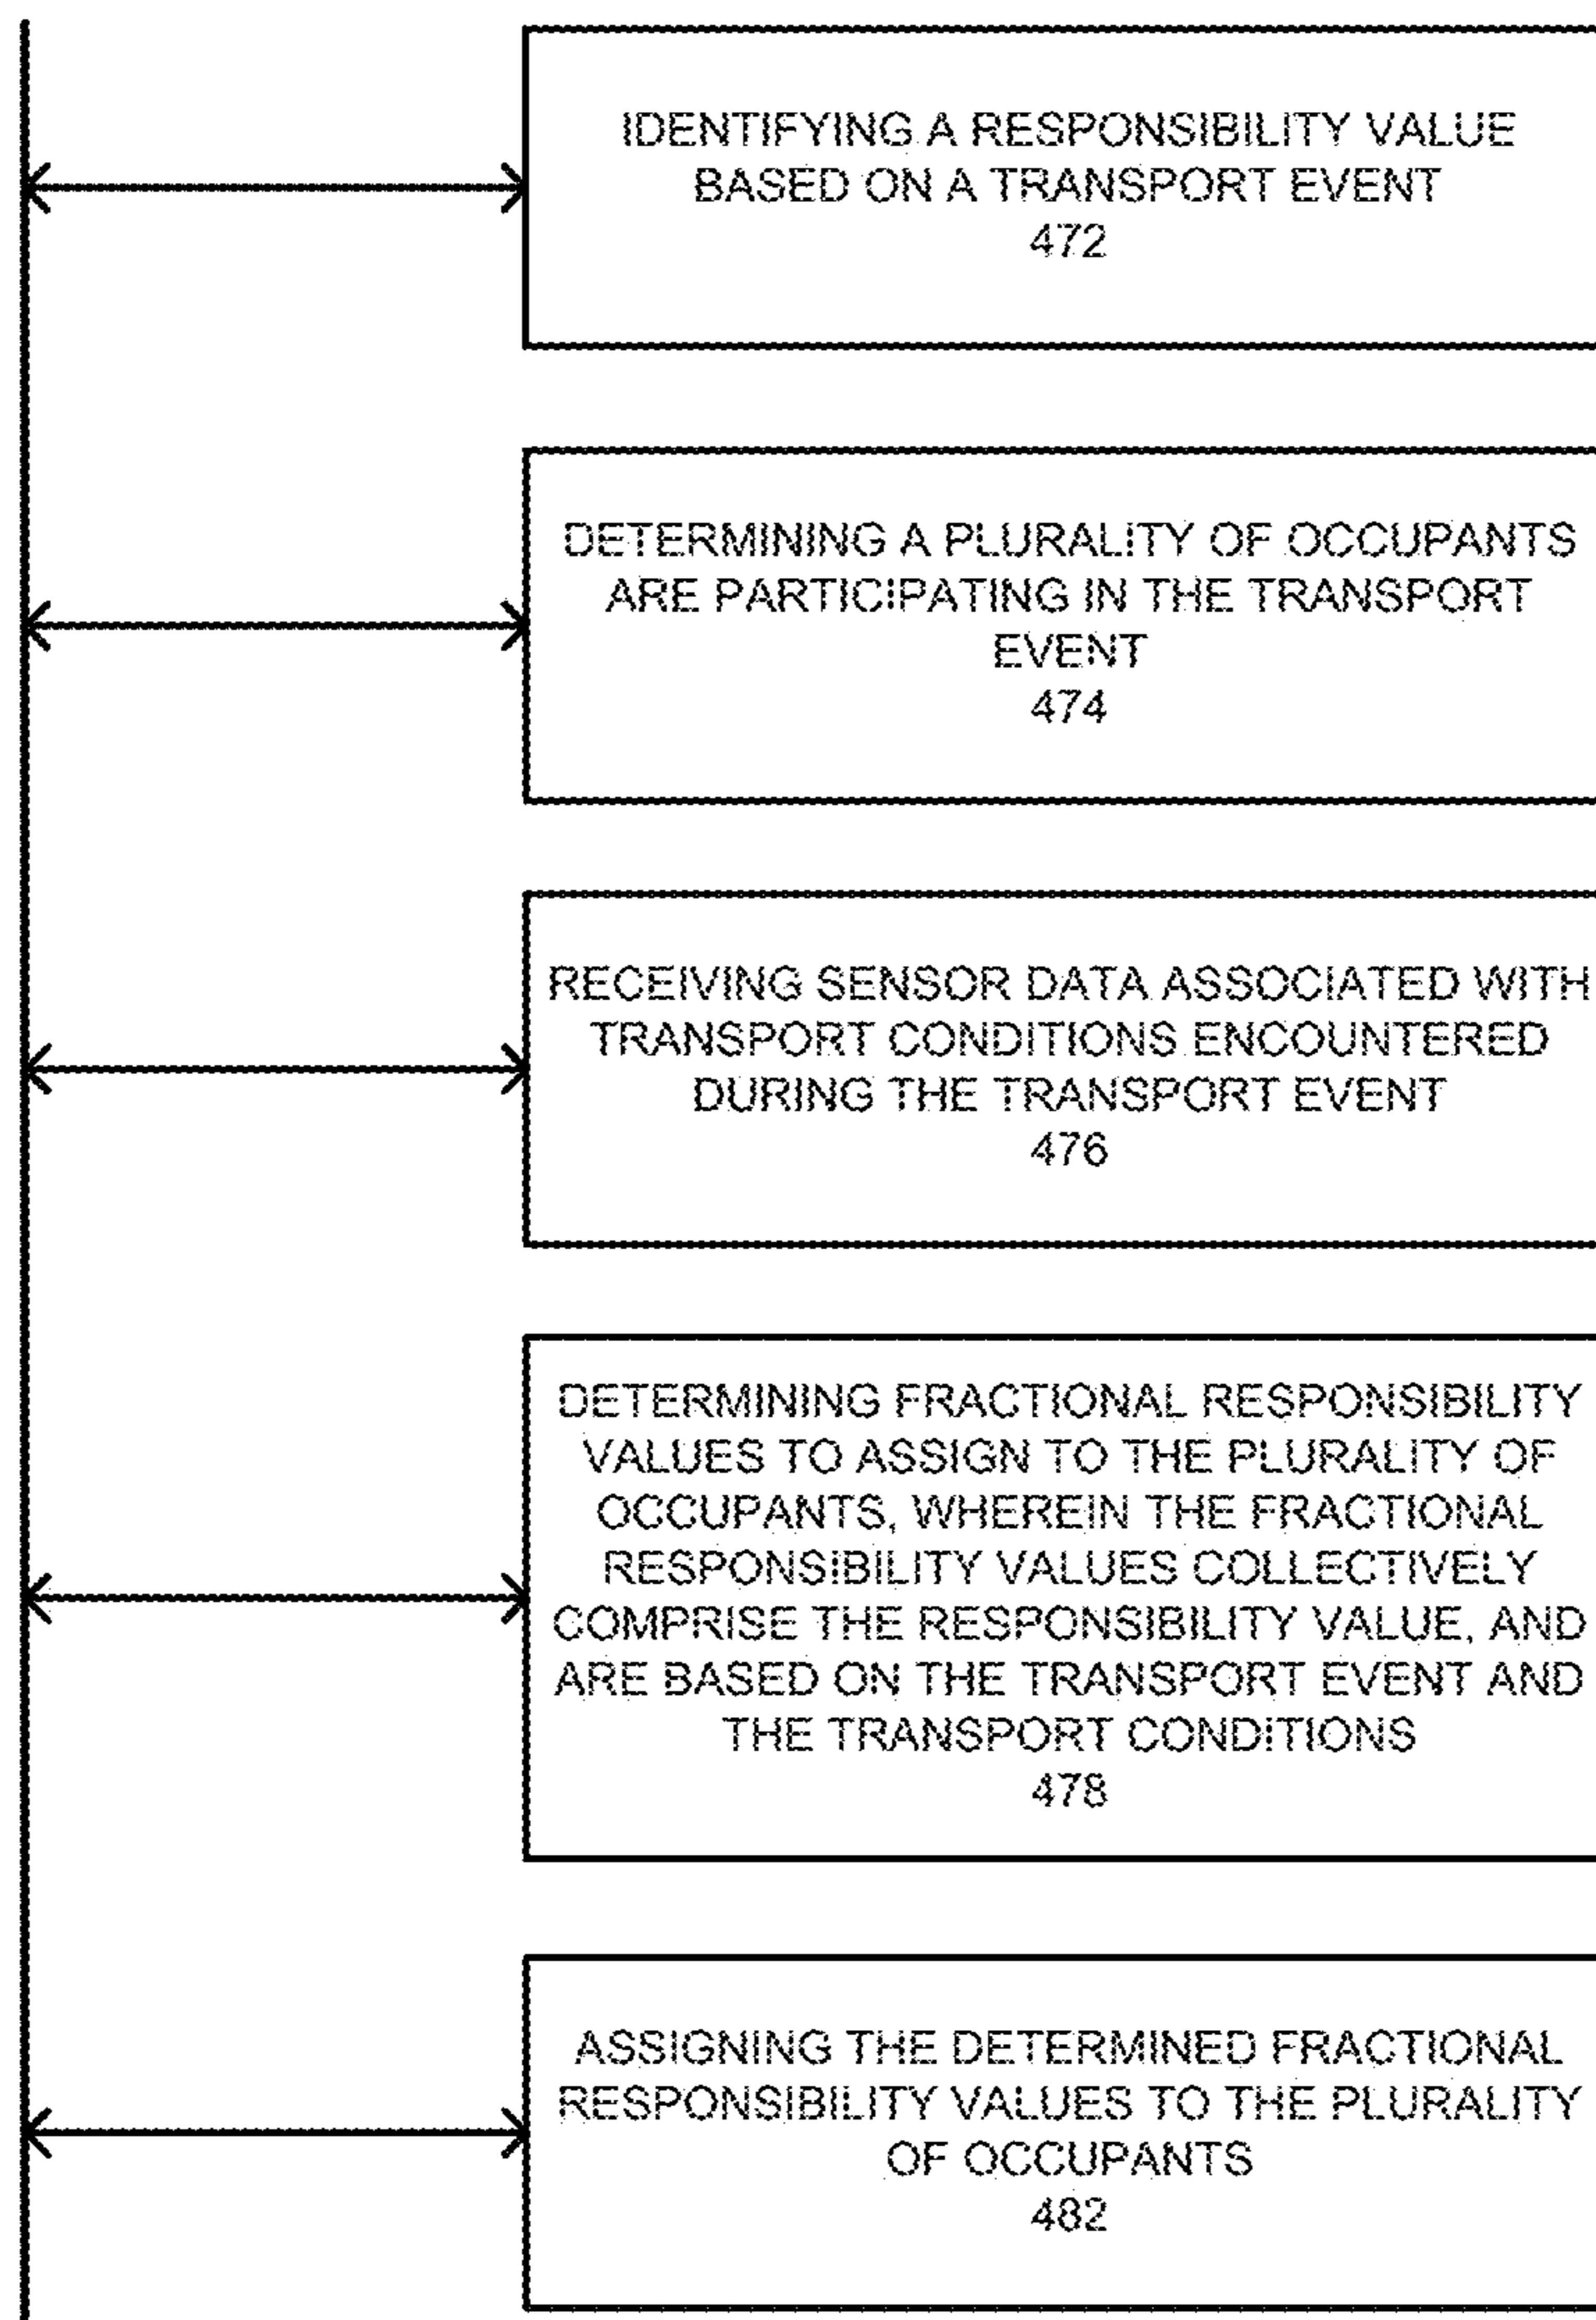 IDENTIFYING A RESPONSIBILITY VALUE
BASED ON A TRANSPORT EVENT
472
DETERMINING A PLURALITY OF OCCUPANTS
ARE PARTICIPATING IN THE TRANSPORT
EVENT
474
RECEIVING SENSOR DATA ASSOCIATED WITH
TRANSPORT CONDITIONS ENCOUNTERED
DURING THE TRANSPORT EVENT
476
DETERMINING FRACTIONAL RESPONSIBILITY
VALUES TO ASSIGN TO THE PLURALITY OF
OCCUPANTS, WHEREIN THE FRACTIONAL
RESPONSIBILITY VALUES COLLECTIVELY
COMPRISE THE RESPONSIBILITY VALUE, AND
ARE BASED ON THE TRANSPORT EVENT AND
THE TRANSPORT CONDITIONS
478
ASSIGNING THE DETERMINED FRACTIONAL
RESPONSIBILITY VALUES TO THE PLURALITY
OF OCCUPANTS
482